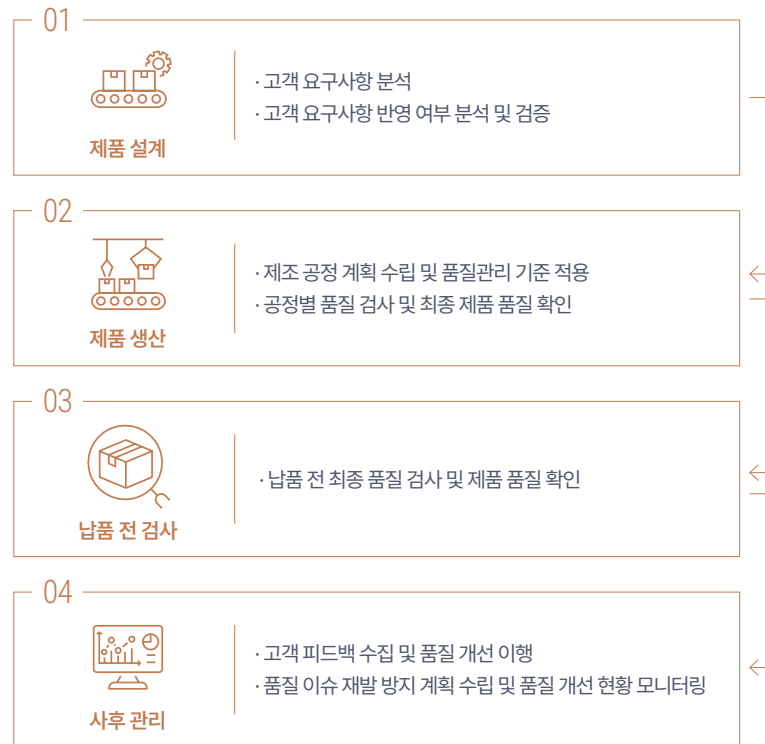 01
제품 설계
· 고객 요구사항 분석
· 고객 요구사항 반영 여부 분석 및 검증
02
제품 생산
· 제조 공정 계획 수립 및 품질관리 기준 적용
· 공정별 품질 검사 및 최종 제품 품질 확인
03
납품 전 검사
· 납품 전 최종 품질 검사 및 제품 품질 확인
04
사후 관리
· 고객 피드백 수집 및 품질 개선 이행
· 품질 이슈 재발 방지 계획 수립 및 품질 개선 현황 모니터링